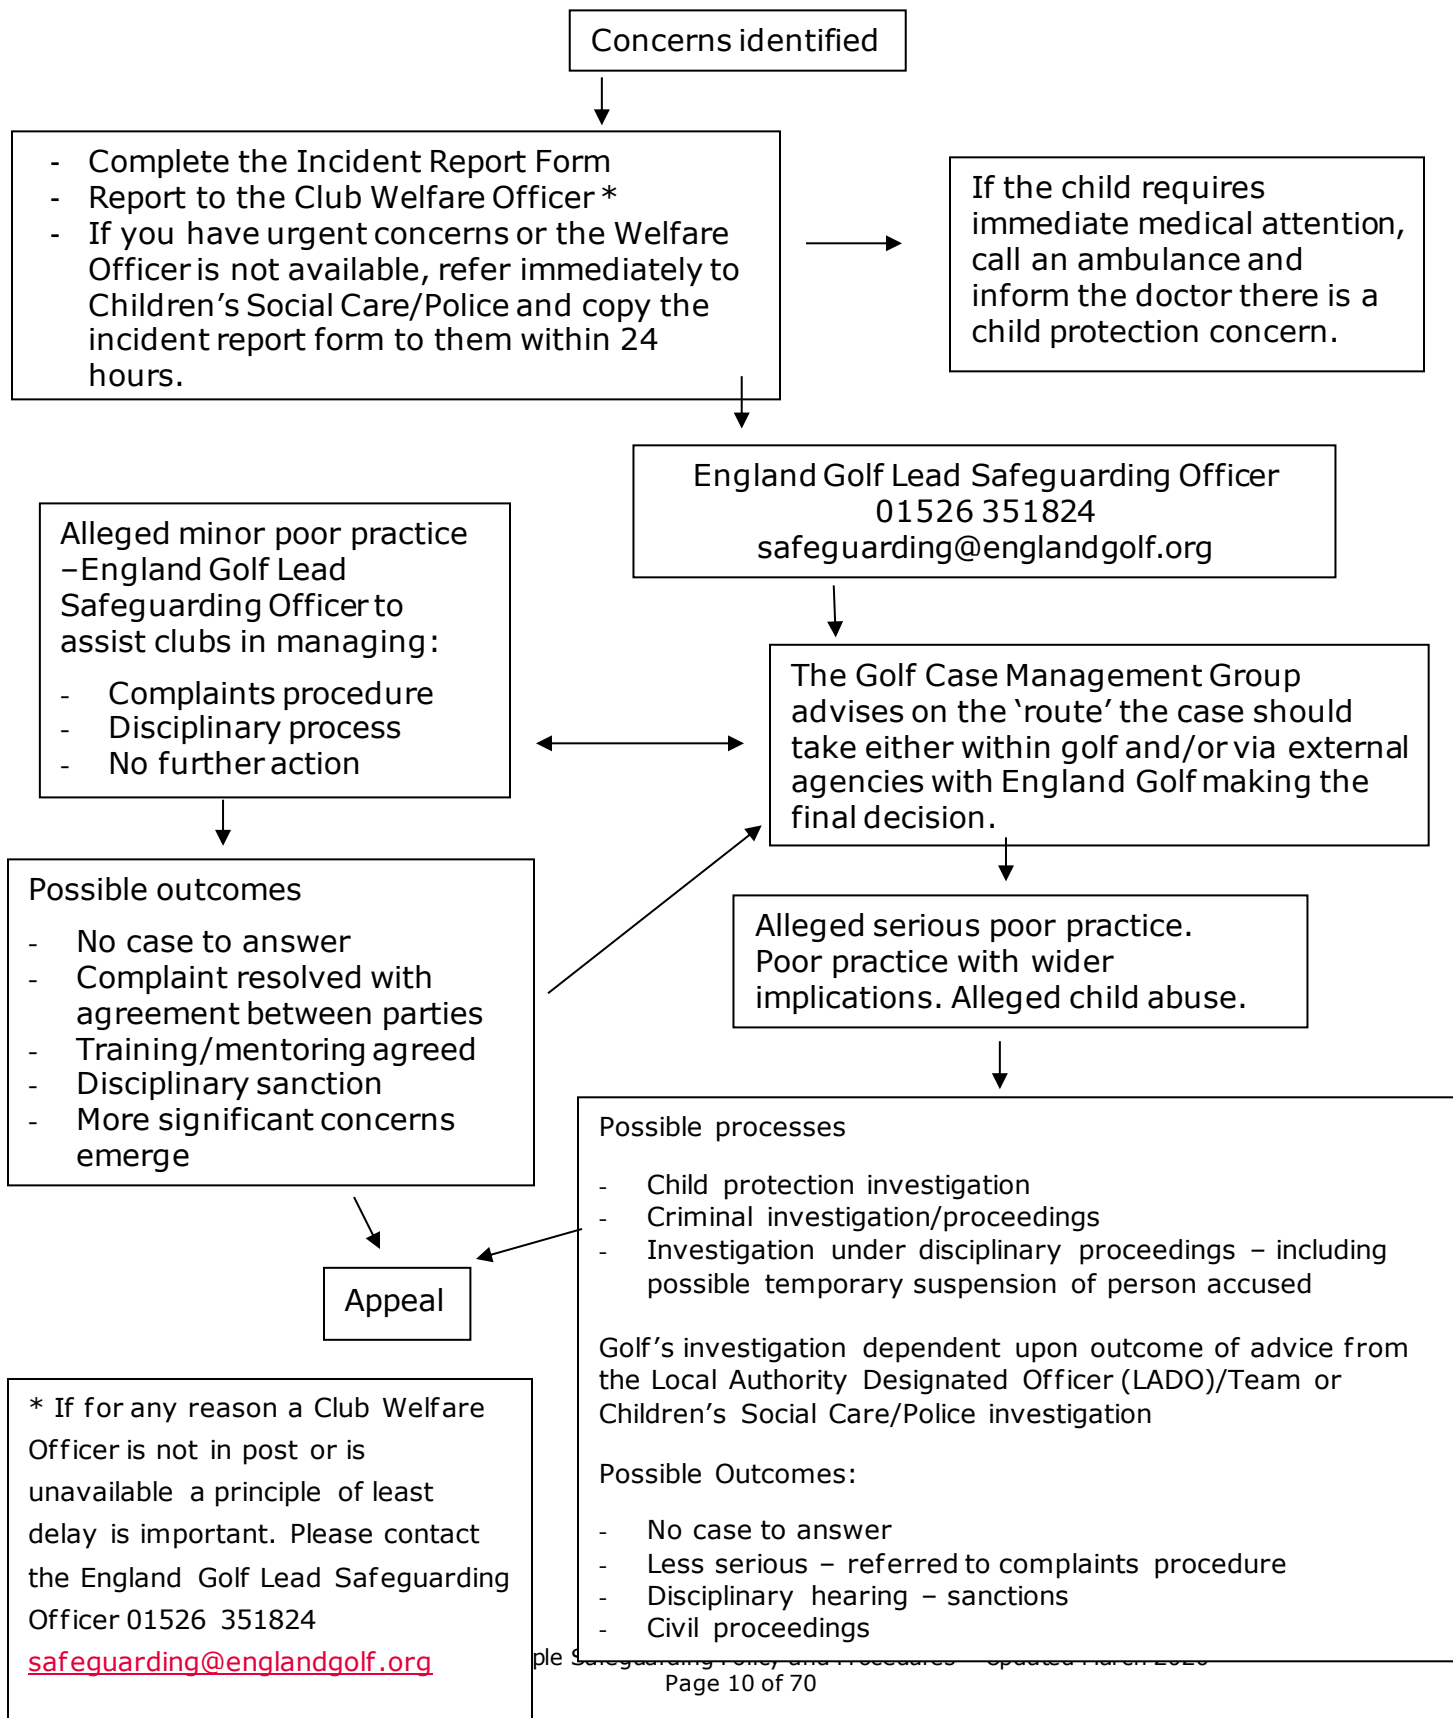 Concerns identified
- Complete the Incident Report Form
- Report to the Club Welfare Officer *
- If you have urgent concerns or the Welfare
Officer is not available, refer immediately to
Children’s Social Care/Police and copy the
incident report form to them within 24
hours.
If the child requires
immediate medical attention,
call an ambulance and
inform the doctor there is a
child protection concern.
England Golf Lead Safeguarding Officer
01526 351824
safeguarding@englandgolf.org
Alleged minor poor practice
–England Golf Lead
Safeguarding Officer to
assist clubs in managing:
- Complaints procedure
- Disciplinary process
- No further action
The Golf Case Management Group
advises on the ‘route’ the case should
take either within golf and/or via external
agencies with England Golf making the
final decision.
Possible outcomes
- No case to answer
- Complaint resolved with
agreement between parties
- Training/mentoring agreed
- Disciplinary sanction
- More significant concerns
emerge
Alleged serious poor practice.
Poor practice with wider
implications. Alleged child abuse.
Possible processes
- Child protection investigation
- Criminal investigation/proceedings
- Investigation under disciplinary proceedings – including
possible temporary suspension of person accused
Golf’s investigation dependent upon outcome of advice from
the Local Authority Designated Officer (LADO)/Team or
Children’s Social Care/Police investigation
Possible Outcomes:
- No case to answer
- Less serious – referred to complaints procedure
- Disciplinary hearing – sanctions
- Civil proceedings
Appeal
* If for any reason a Club Welfare
Officer is not in post or is
unavailable a principle of least
delay is important. Please contact
the England Golf Lead Safeguarding
Officer 01526 351824
safeguarding@englandgolf.org
ple Safeguarding Policy and Procedures
Page 10 of 70